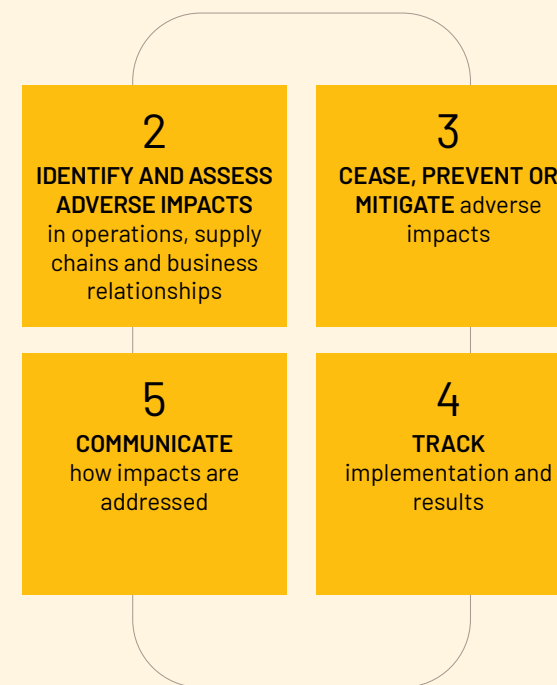 2
IDENTIFY AND ASSESS
ADVERSE IMPACTS
in operations, supply
chains and business
relationships
3
CEASE, PREVENT OR
MITIGATE adverse
impacts
5
COMMUNICATE
how impacts are
addressed
4
TRACK
implementation and
results